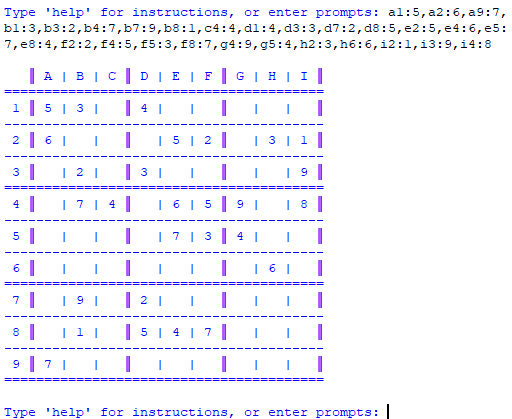 Type 'help' for instructions, or enter prompts: a1:5,a2:6,a9:7,
b1:3,b3:2,b4:7,b7:9,b8:1,c4:4,d1:4,d3:3,d7:2,d8:5,e2:5,e4:6,e5:
7,e8:4,f2:2,f4:5,f5:3,f8:7,g4:9,g5:4,h2:3,h6:6,i2:1,i3:9,i4:8
║ A | B | C ║ D | E | F ║ G | H | I ║
========================================
1 ║ 5 | 3 |   ║ 4 |   |   ║   |   |   ║
----------------------------------------
2 ║ 6 |   |   ║   | 5 | 2 ║   | 3 | 1 ║
----------------------------------------
3 ║   | 2 |   ║ 3 |   |   ║   |   | 9 ║
========================================
4 ║   | 7 | 4 ║   | 6 | 5 ║ 9 |   | 8 ║
----------------------------------------
5 ║   |   |   ║   | 7 | 3 ║ 4 |   |   ║
----------------------------------------
6 ║   |   |   ║   |   |   ║   | 6 |   ║
========================================
7 ║   | 9 |   ║ 2 |   |   ║   |   |   ║
----------------------------------------
8 ║   | 1 |   ║ 5 | 4 | 7 ║   |   |   ║
----------------------------------------
9 ║ 7 |   |   ║   |   |   ║   |   |   ║
========================================
Type 'help' for instructions, or enter prompts: